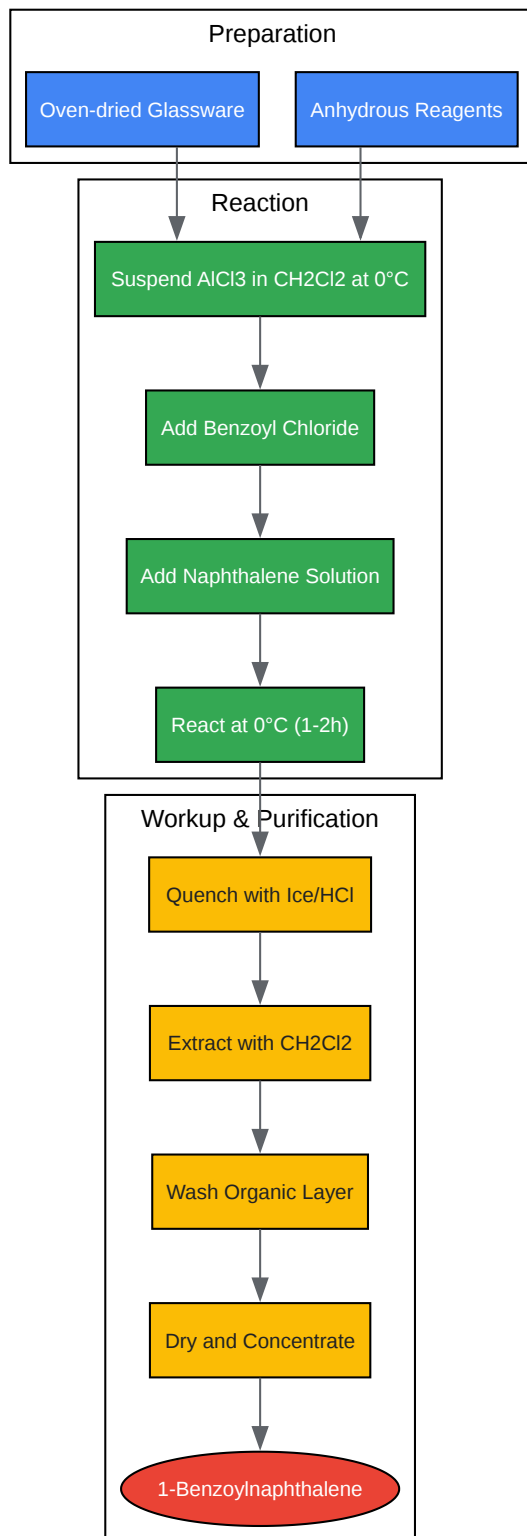 Preparation
Oven-dried Glassware
Anhydrous Reagents
Reaction
Suspend AlCl3 in CH2Cl2 at 0°C
Add Benzoyl Chloride
Add Naphthalene Solution
React at 0°C (1-2h)
Workup & Purification
Quench with Ice/HCl
Extract with CH2Cl2
Wash Organic Layer
Dry and Concentrate
1-Benzoylnaphthalene